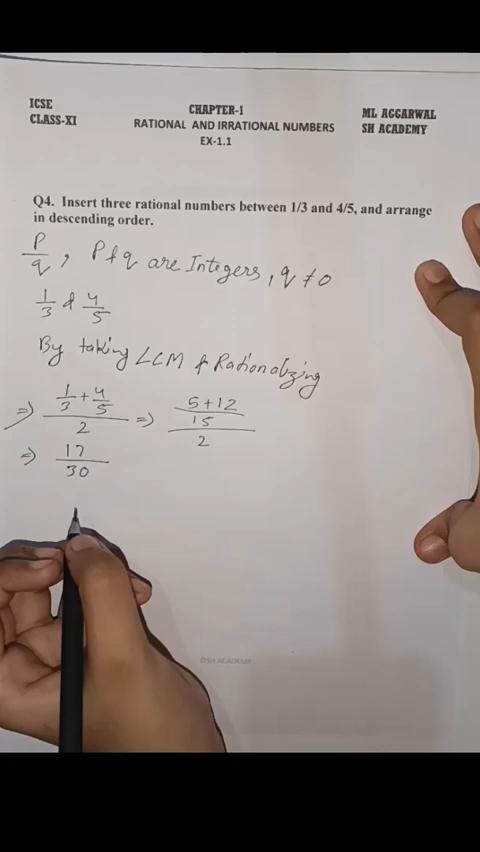 ICSE
CLASS-XI
CHAPTER-1
RATIONAL AND IRRATIONAL NUMBERS
EX-1.1
ML AGGARWAL
SH ACADEMY
Q4. Insert three rational numbers between 1/3 and 4/5, and arrange
in descending order.
P/q, P & q are Integers, q ≠ 0
1/3 & 4/5
By taking LCM & Rationalizing
⇒ (1/3 + 4/5)/2 ⇒ ((5+12)/15)/2
⇒ 17/30
©SH ACADEMY